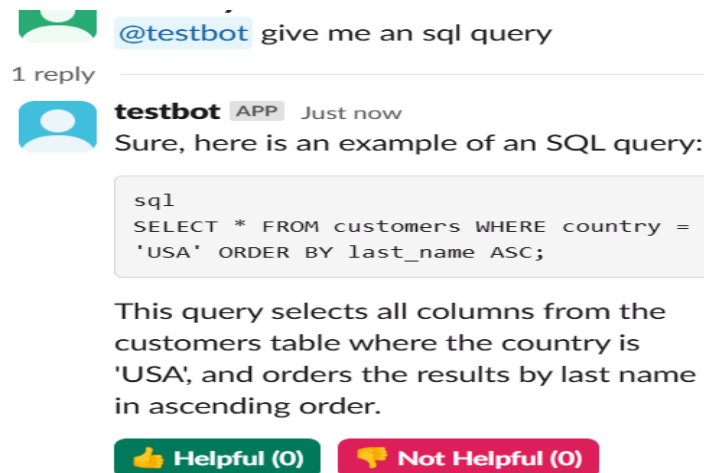 @testbot give me an sql query
1 reply
testbot APP Just now
Sure, here is an example of an SQL query:
sql
SELECT * FROM customers WHERE country =
'USA' ORDER BY last_name ASC;
This query selects all columns from the
customers table where the country is
'USA', and orders the results by last name
in ascending order.
👍 Helpful (0) 👎 Not Helpful (0)